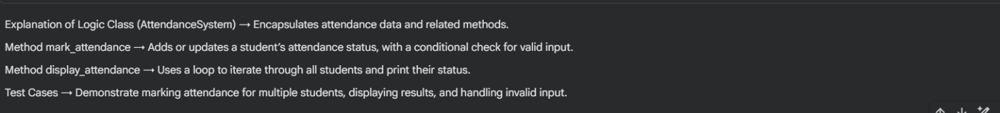 Explanation of Logic Class (AttendanceSystem) → Encapsulates attendance data and related methods.
Method mark_attendance → Adds or updates a student’s attendance status, with a conditional check for valid input.
Method display_attendance → Uses a loop to iterate through all students and print their status.
Test Cases → Demonstrate marking attendance for multiple students, displaying results, and handling invalid input.